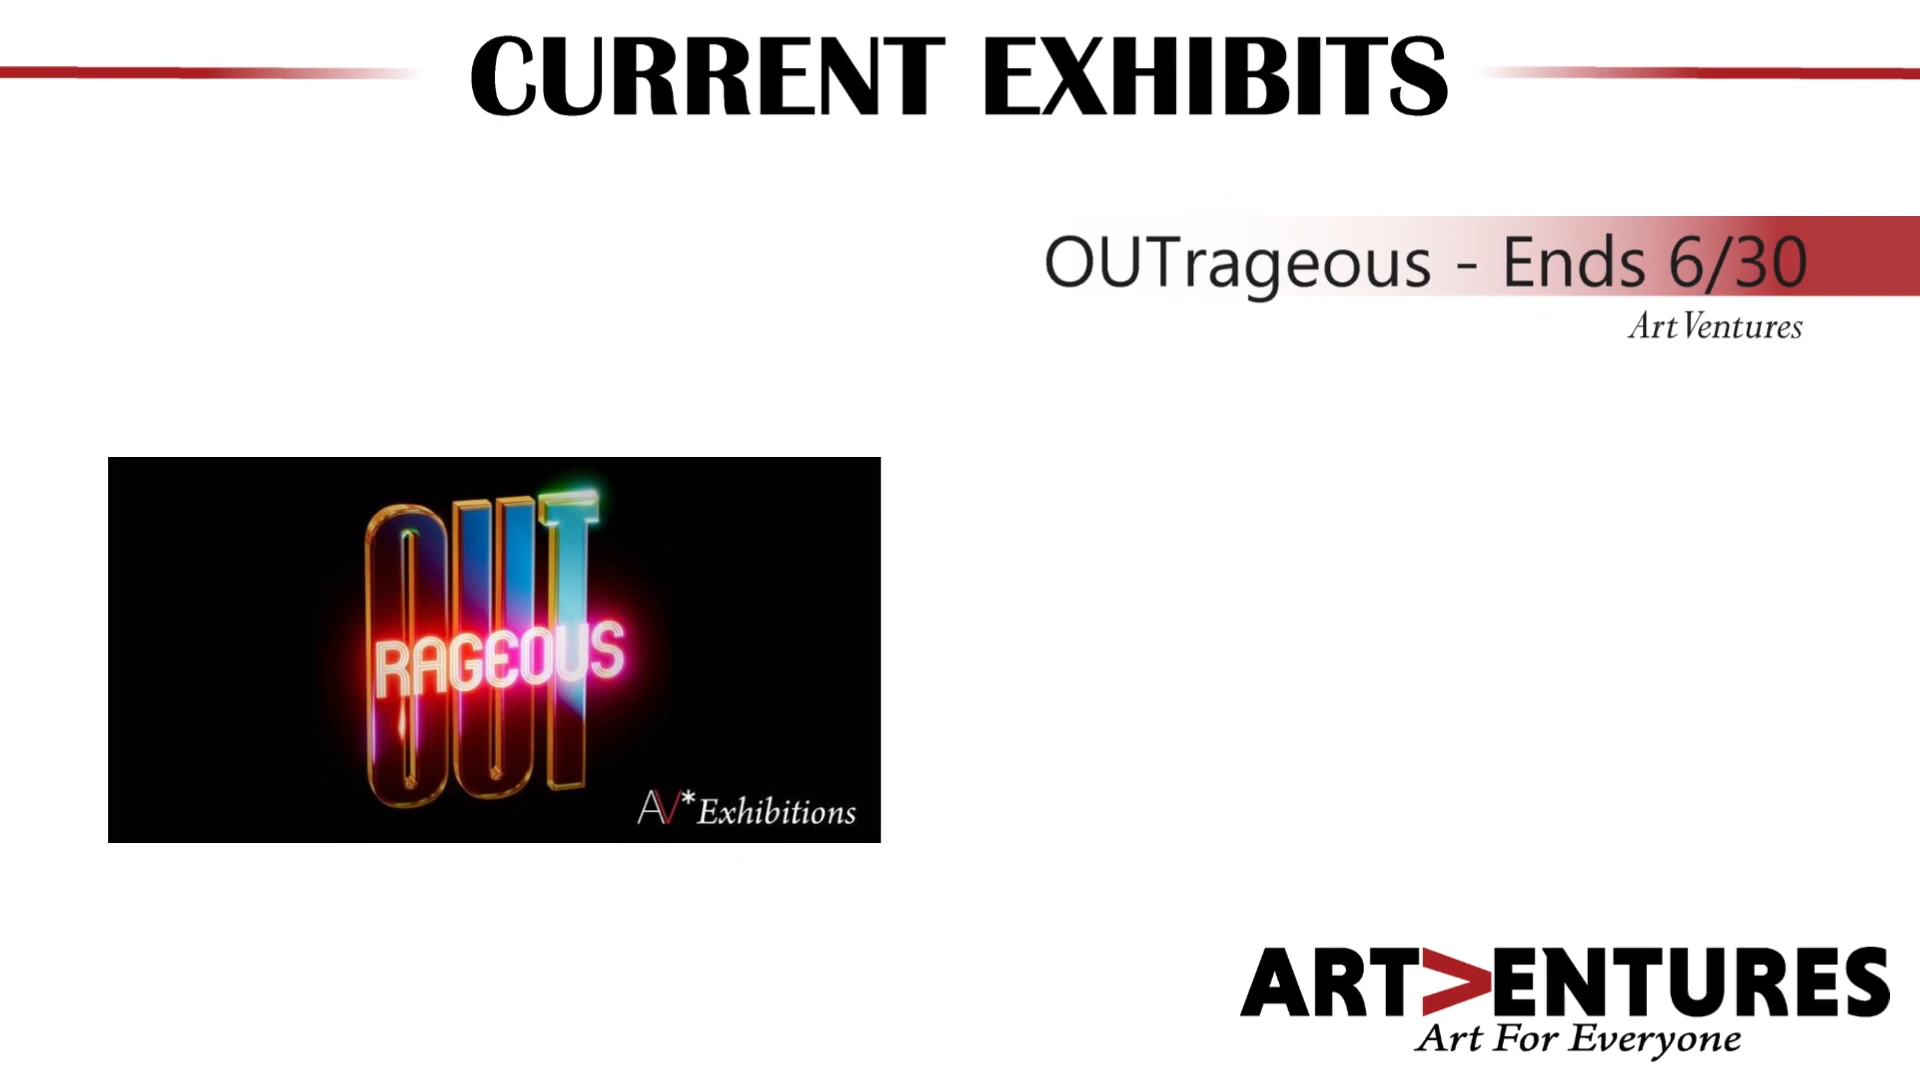 CURRENT EXHIBITS
OUTrageous - Ends 6/30
Art Ventures
OUT
RAGEOUS
AV* Exhibitions
ART>ENTURES
Art For Everyone